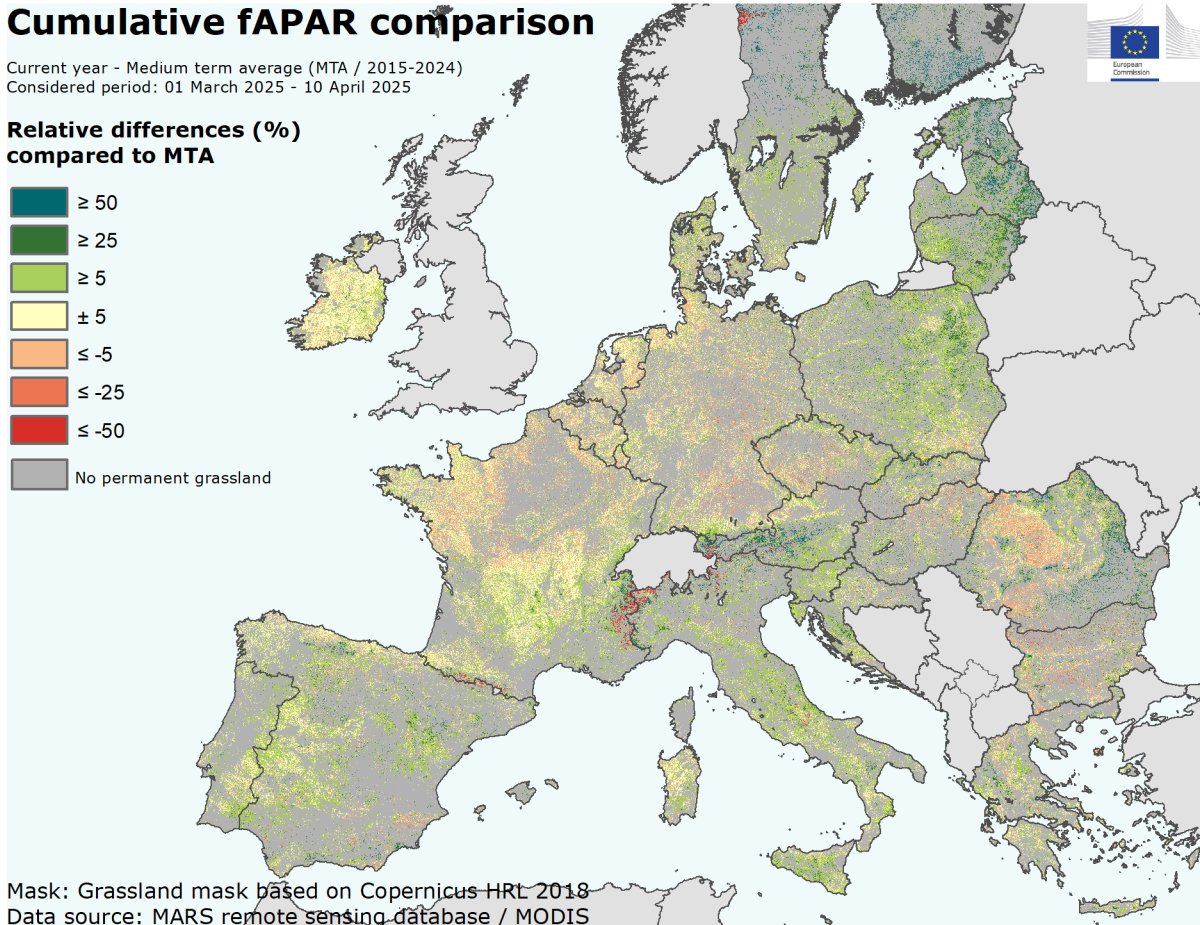 Cumulative fAPAR comparison
Current year - Medium term average (MTA / 2015-2024)
Considered period: 01 March 2025 - 10 April 2025
Relative differences (%)
compared to MTA
≥ 50
≥ 25
≥ 5
± 5
≤ -5
≤ -25
≤ -50
No permanent grassland
European
Commission
Mask: Grassland mask based on Copernicus HRL 2018
Data source: MARS remote sensing database / MODIS